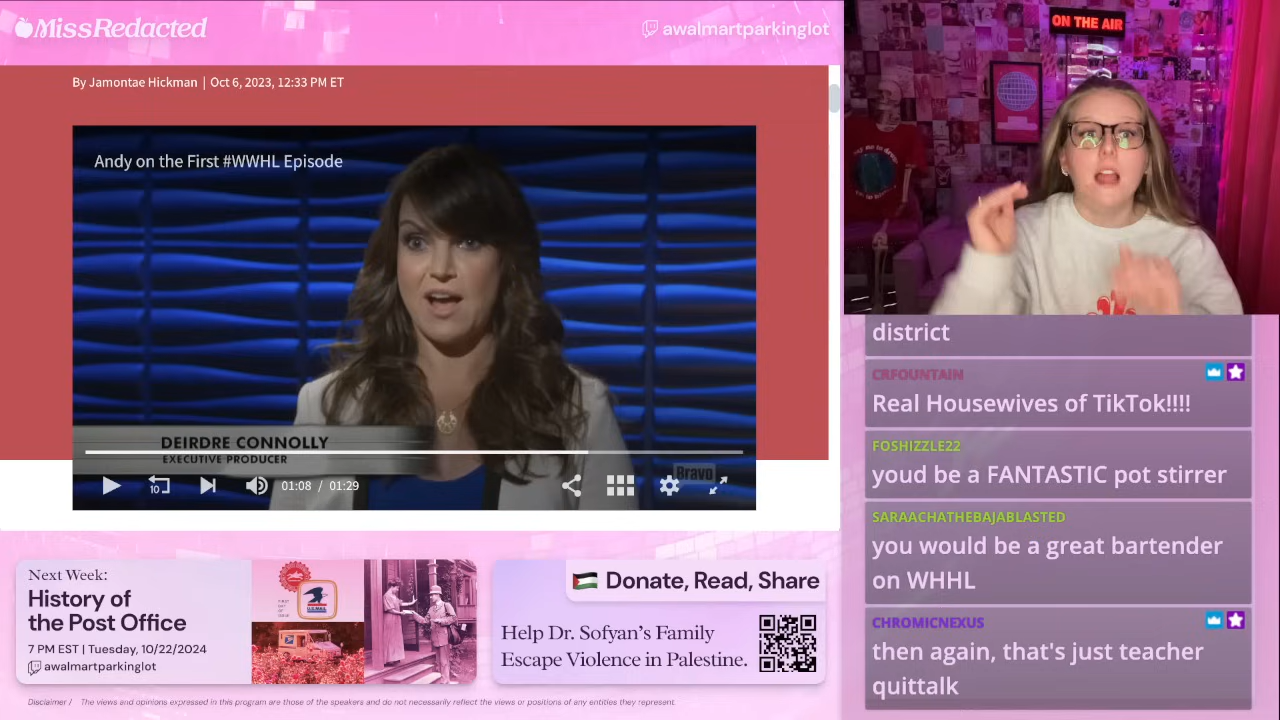 MissRedacted
awalmartparkinglot
By Jamontae Hickman | Oct 6, 2023, 12:33 PM ET
Andy on the First #WWHL Episode
DEIRDRE CONNOLLY
EXECUTIVE PRODUCER
Bravo
10
01:08 / 01:29
ON THE AIR
district
CRFOUNTAIN
Real Housewives of TikTok!!!!
FOSHIZZLE22
youd be a FANTASTIC pot stirrer
SARAACHATHEBAJABLASTED
you would be a great bartender
on WHHL
CHROMICNEXUS
then again, that's just teacher
quittalk
Next Week:
History of
the Post Office
7 PM EST | Tuesday, 10/22/2024
awalmartparkinglot
U.S. MAIL
Donate, Read, Share
Help Dr. Sofyan's Family
Escape Violence in Palestine.
Disclaimer / The views and opinions expressed in this program are those of the speakers and do not necessarily reflect the views or positions of any entities they represent.